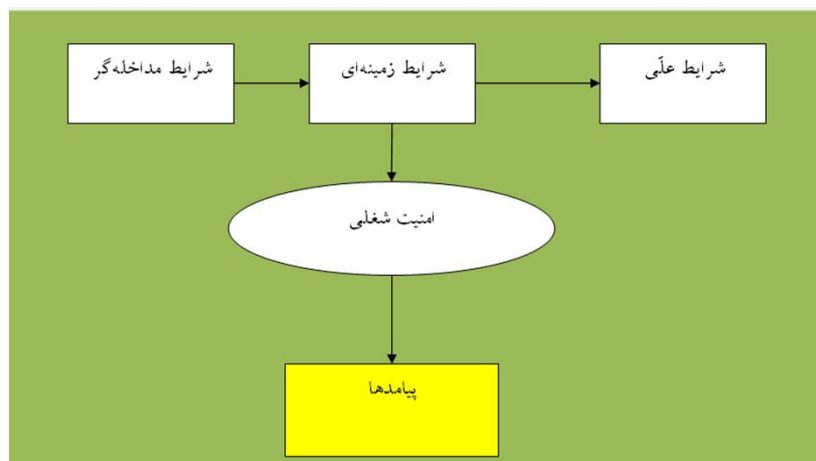 شرایط علّی
شرایط زمینه‌ای
شرایط مداخله‌گر
امنیت شغلی
پیامدها